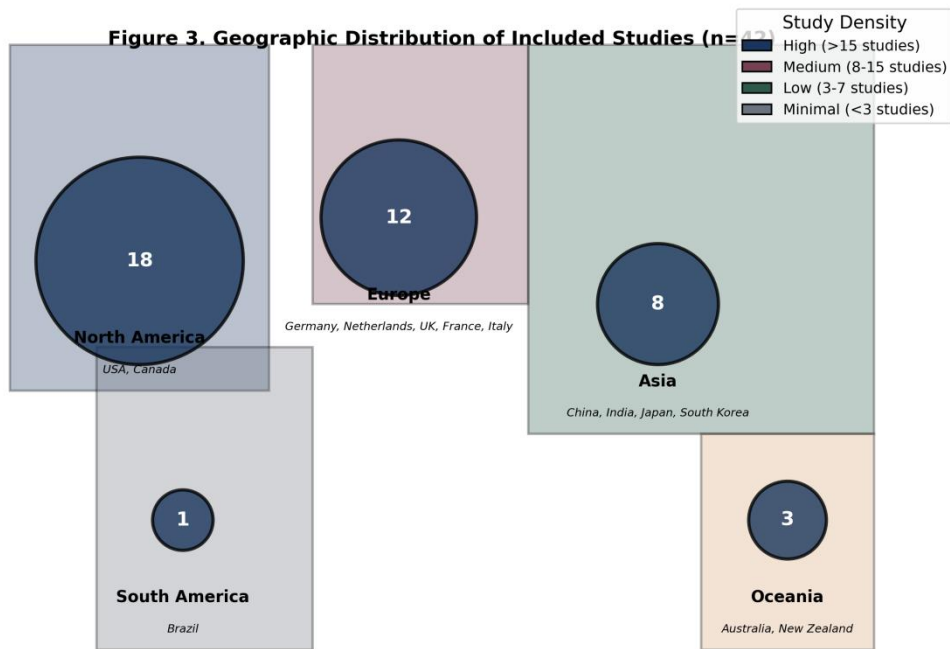 Figure 3. Geographic Distribution of Included Studies (n=42)
Study Density
High (>15 studies)
Medium (8-15 studies)
Low (3-7 studies)
Minimal (<3 studies)
18
North America
USA, Canada
12
Europe
Germany, Netherlands, UK, France, Italy
8
Asia
China, India, Japan, South Korea
1
South America
Brazil
3
Oceania
Australia, New Zealand